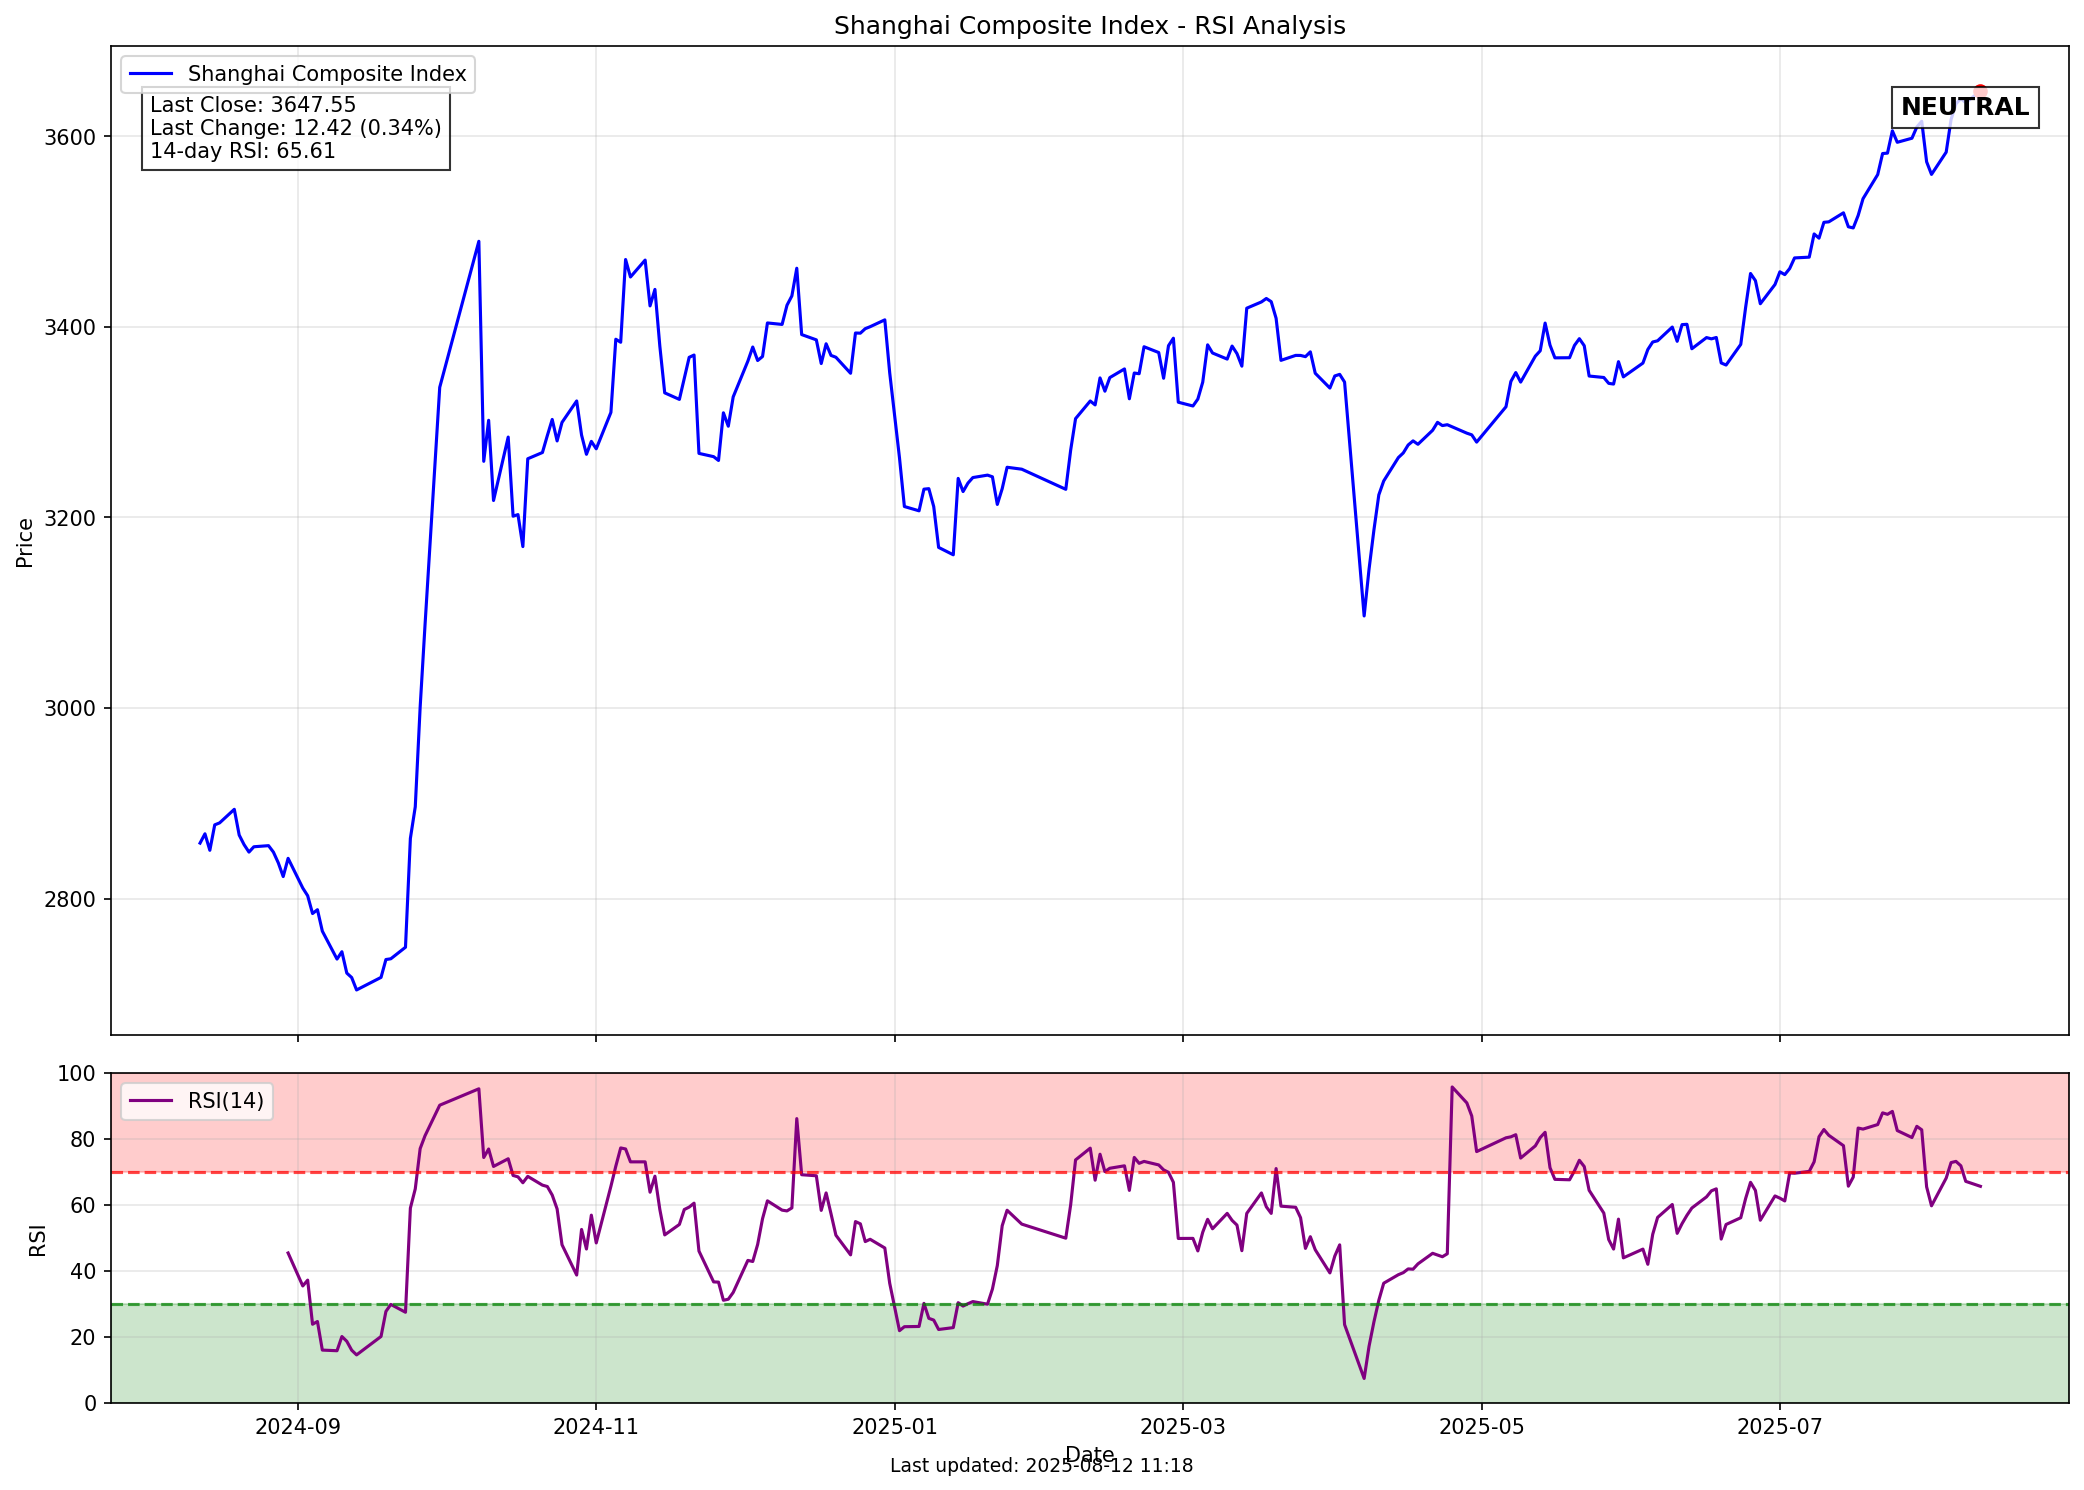 Shanghai Composite Index - RSI Analysis
Shanghai Composite Index
Last Close: 3647.55
Last Change: 12.42 (0.34%)
14-day RSI: 65.61
NEUTRAL
Price
3600
3400
3200
3000
2800
RSI(14)
RSI
100
80
60
40
20
0
2024-09
2024-11
2025-01
2025-03
2025-05
2025-07
Date
Last updated: 2025-08-12 11:18